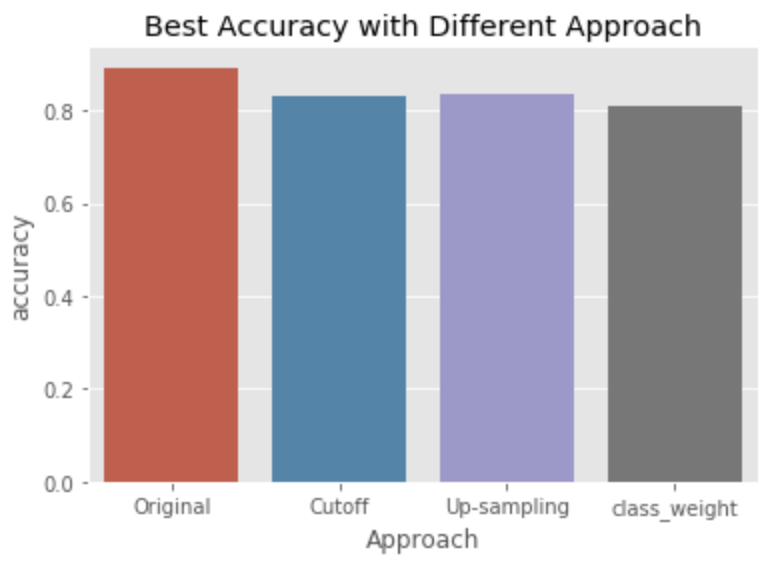 Best Accuracy with Different Approach
accuracy
0.8
0.6
0.4
0.2
0.0
Original Cutoff Up-sampling class_weight
Approach